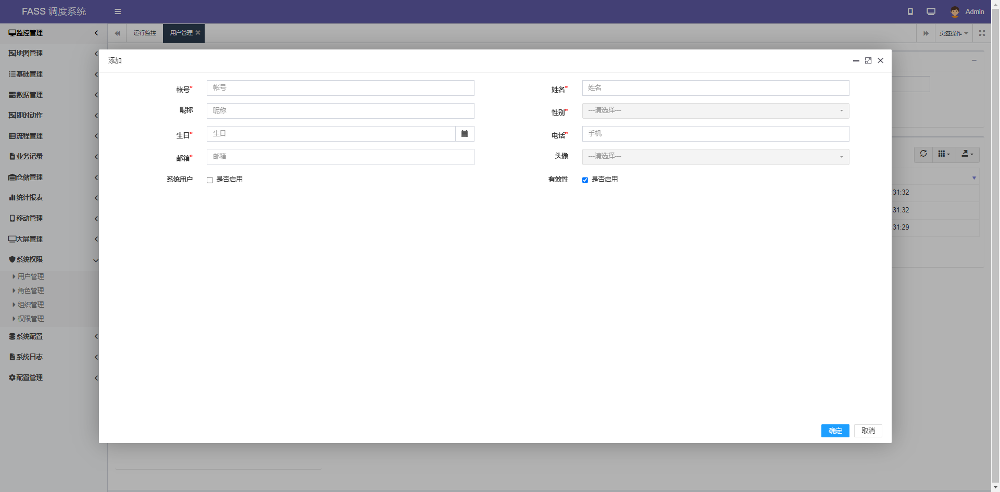 FASS 调度系统
Admin
监控管理
运行监控
用户管理
页签操作
地图管理
基础管理
数据管理
即时动作
流程管理
业务记录
仓储管理
统计报表
移动管理
大屏管理
系统权限
用户管理
角色管理
组织管理
权限管理
系统配置
系统日志
配置管理
添加
帐号* 帐号
姓名* 姓名
昵称 昵称
性别* ---请选择---
生日* 生日
电话* 手机
邮箱* 邮箱
头像 ---请选择---
系统用户 是否启用
有效性 是否启用
:31:32
:31:32
:31:29
确定
取消